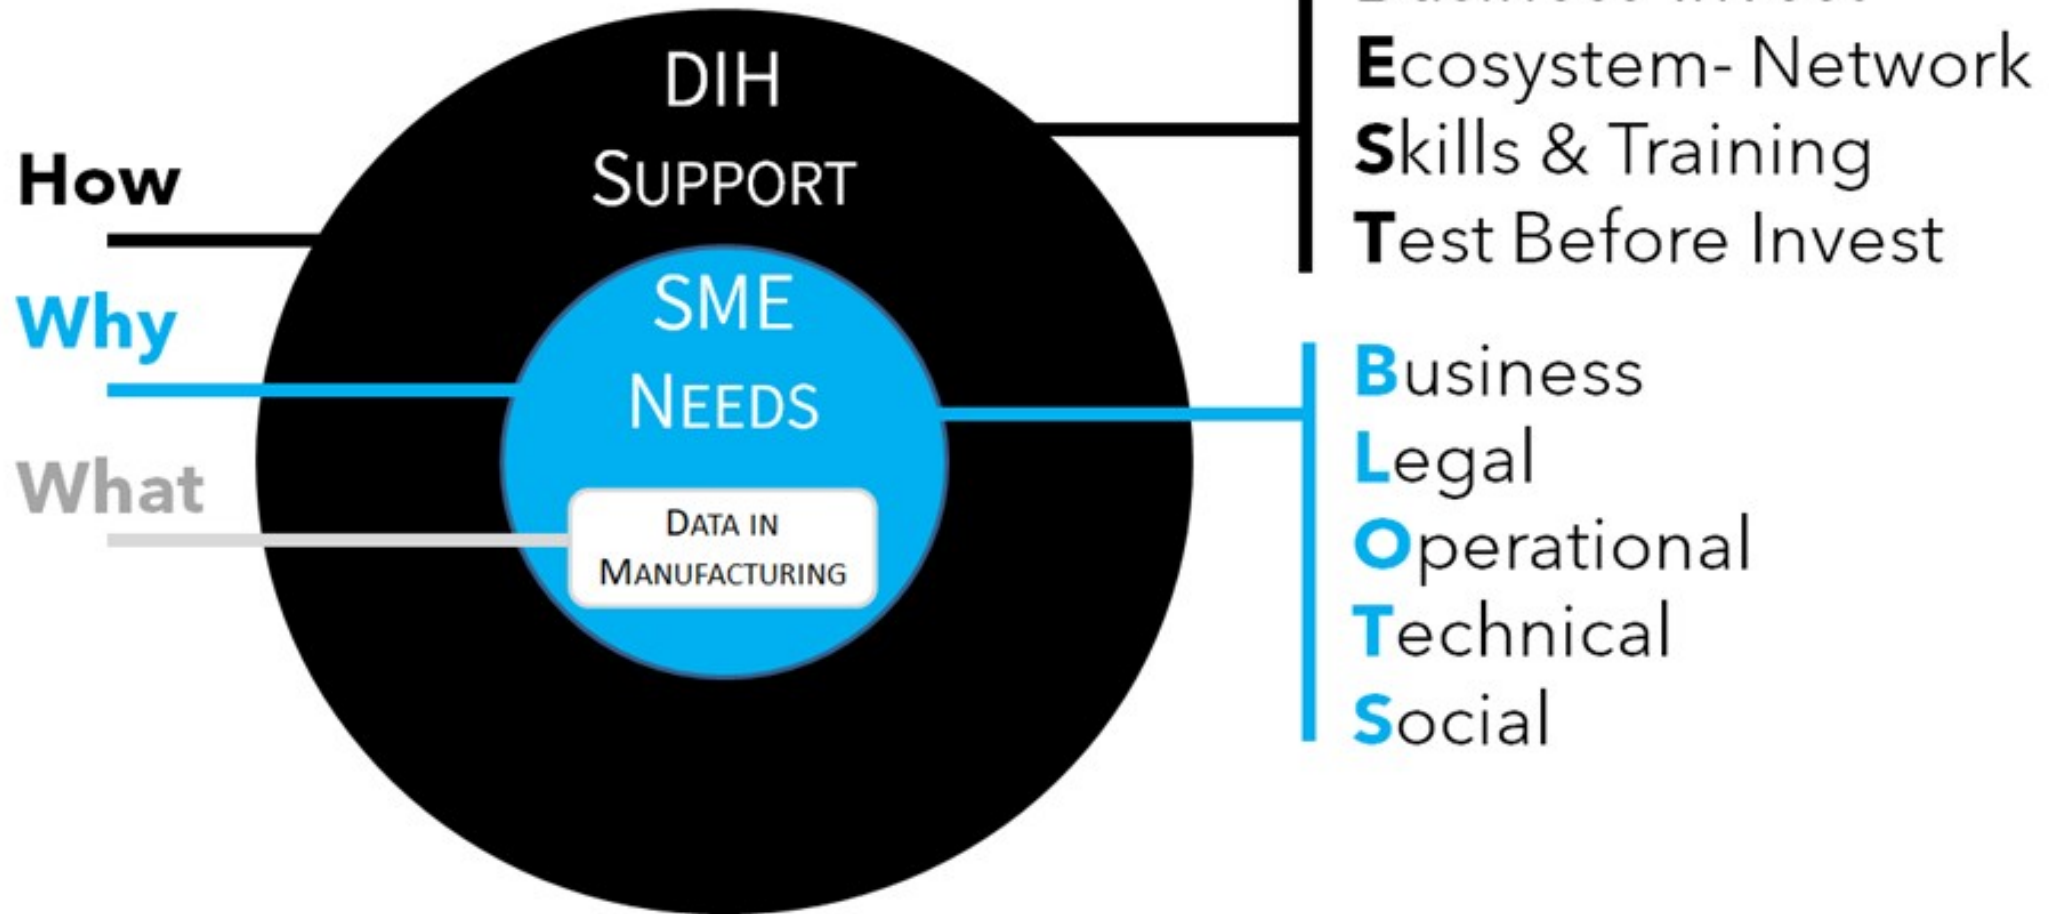 DIH
SUPPORT
Ecosystem- Network
Skills & Training
Test Before Invest
How
Why
What
SME
NEEDS
DATA IN
MANUFACTURING
Business
Legal
Operational
Technical
Social